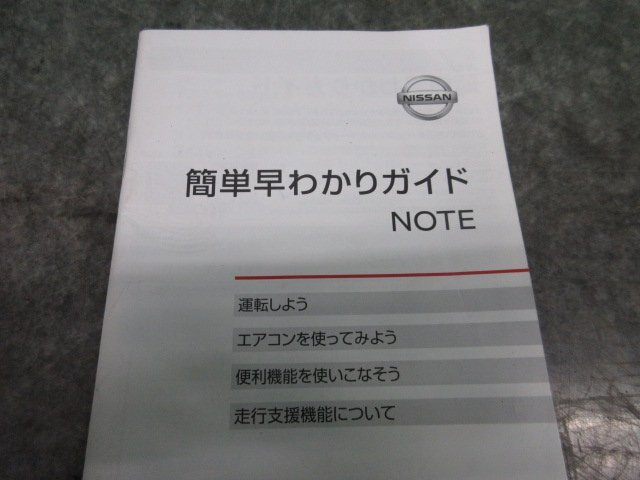 NISSAN
簡単早わかりガイド
NOTE
運転しよう
エアコンを使ってみよう
便利機能を使いこなそう
走行支援機能について